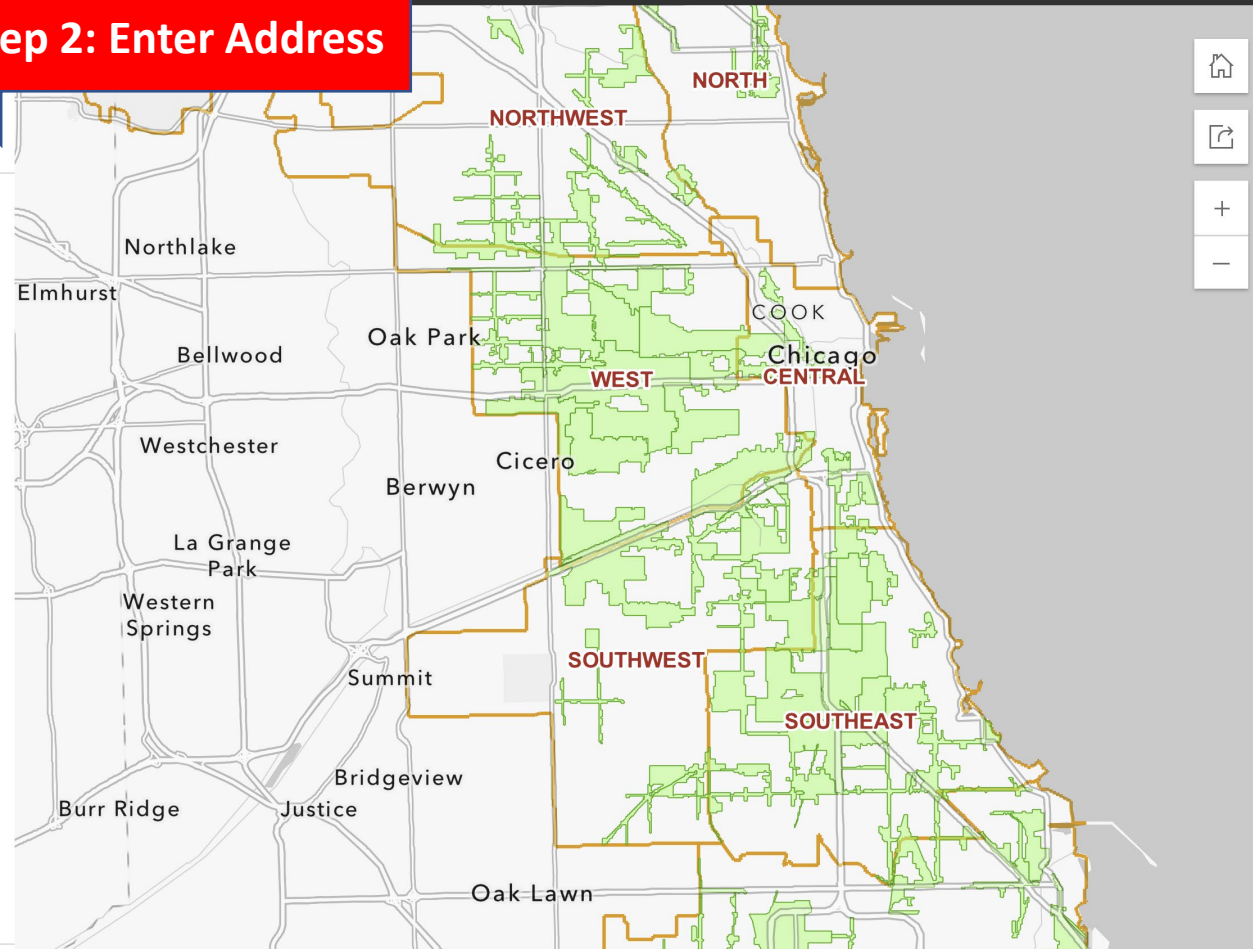 ep 2: Enter Address
NORTH
NORTHWEST
Northlake
Elmhurst
COOK
Oak Park
Bellwood
Chicago
WEST
CENTRAL
Westchester
Cicero
Berwyn
La Grange
Park
Western
Springs
SOUTHWEST
Summit
SOUTHEAST
Bridgeview
Burr Ridge
Justice
Oak Lawn